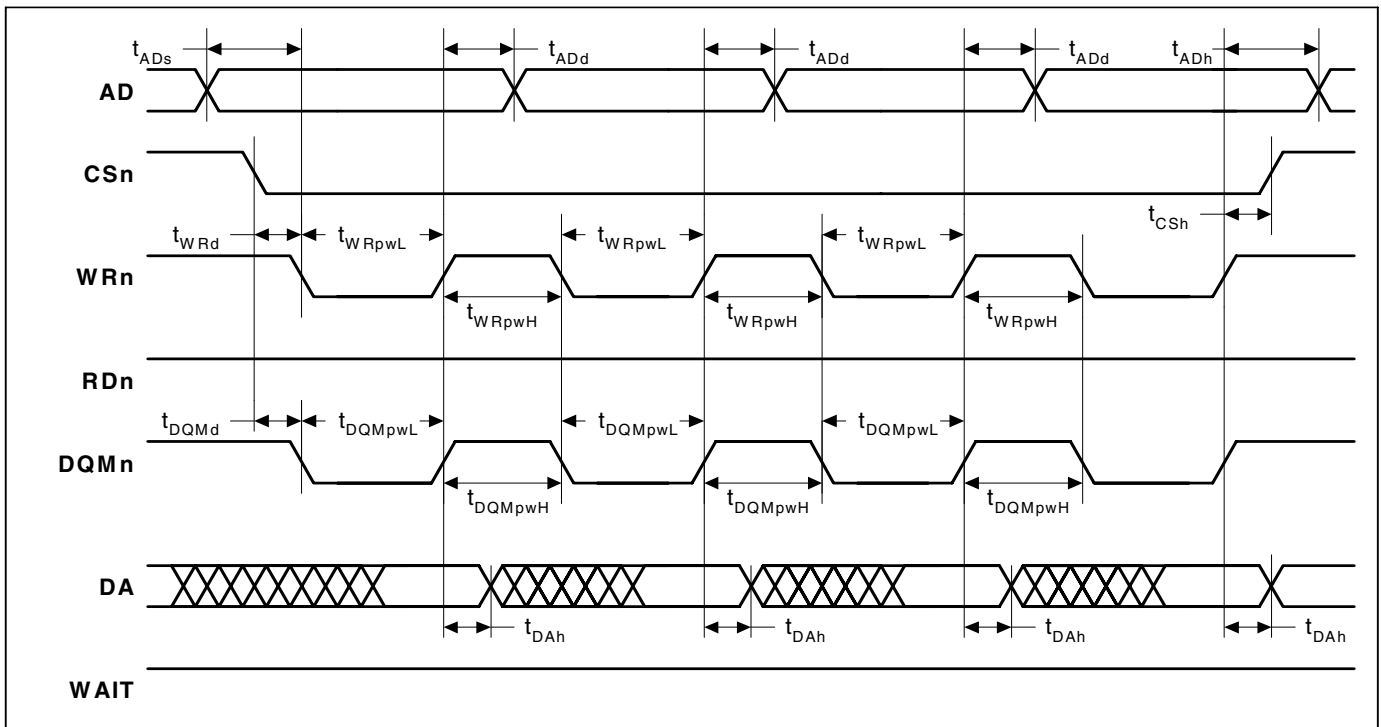 tADs tADd tADd tADd tADh
AD
CSn
tCSh
tWRd tWRpwL tWRpwL tWRpwL
WRn
tWRpwH tWRpwH tWRpwH
RDn
tDQMd tDQMpwL tDQMpwL tDQMpwL
DQMn
tDQMpwH tDQMpwH tDQMpwH
DA
tDAh tDAh tDAh tDAh
WAIT